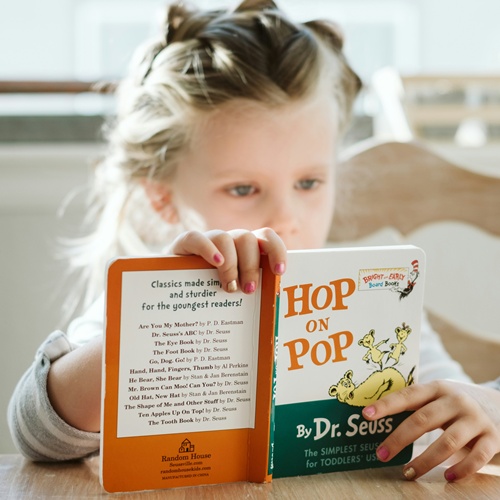 Classics made simpler
and sturdier
for the youngest readers!
Are You My Mother? by P. D. Eastman
Dr. Seuss's ABC by Dr. Seuss
The Eye Book by Dr. Seuss
The Foot Book by Dr. Seuss
Go, Dog. Go! by P. D. Eastman
Hand, Hand, Fingers, Thumb by Al Perkins
He Bear, She Bear by Stan & Jan Berenstain
Mr. Brown Can Moo! Can You? by Dr. Seuss
Old Hat, New Hat by Stan & Jan Berenstain
The Shape of Me and Other Stuff by Dr. Seuss
Ten Apples Up On Top! by Dr. Seuss
The Tooth Book by Dr. Seuss
Random House
Seussville.com
randomhousekids.com
BRIGHT and EARLY
Board Books
HOP
ON
POP
By Dr. Seuss
The SIMPLEST SEUSS
for TODDLERS' USE